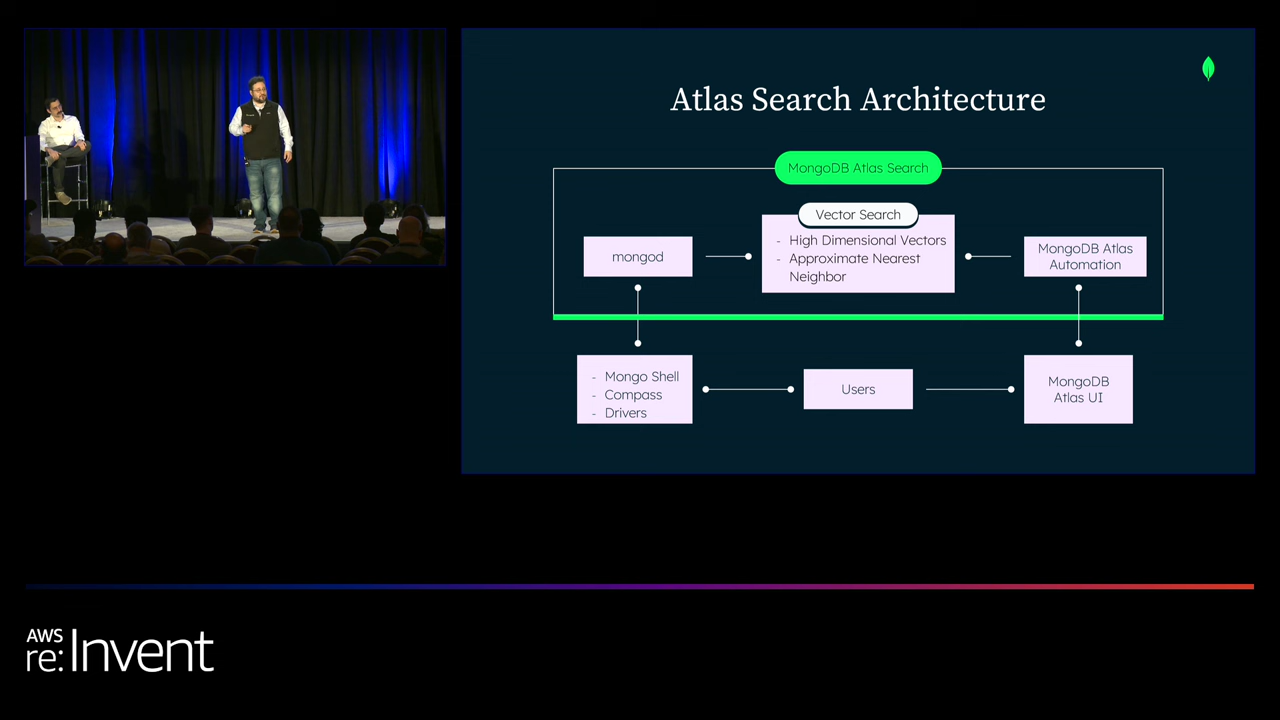 Atlas Search Architecture
MongoDB Atlas Search
Vector Search
mongod
- High Dimensional Vectors
- Approximate Nearest
Neighbor
MongoDB Atlas
Automation
- Mongo Shell
- Compass
- Drivers
Users
MongoDB
Atlas UI
AWS
re:Invent